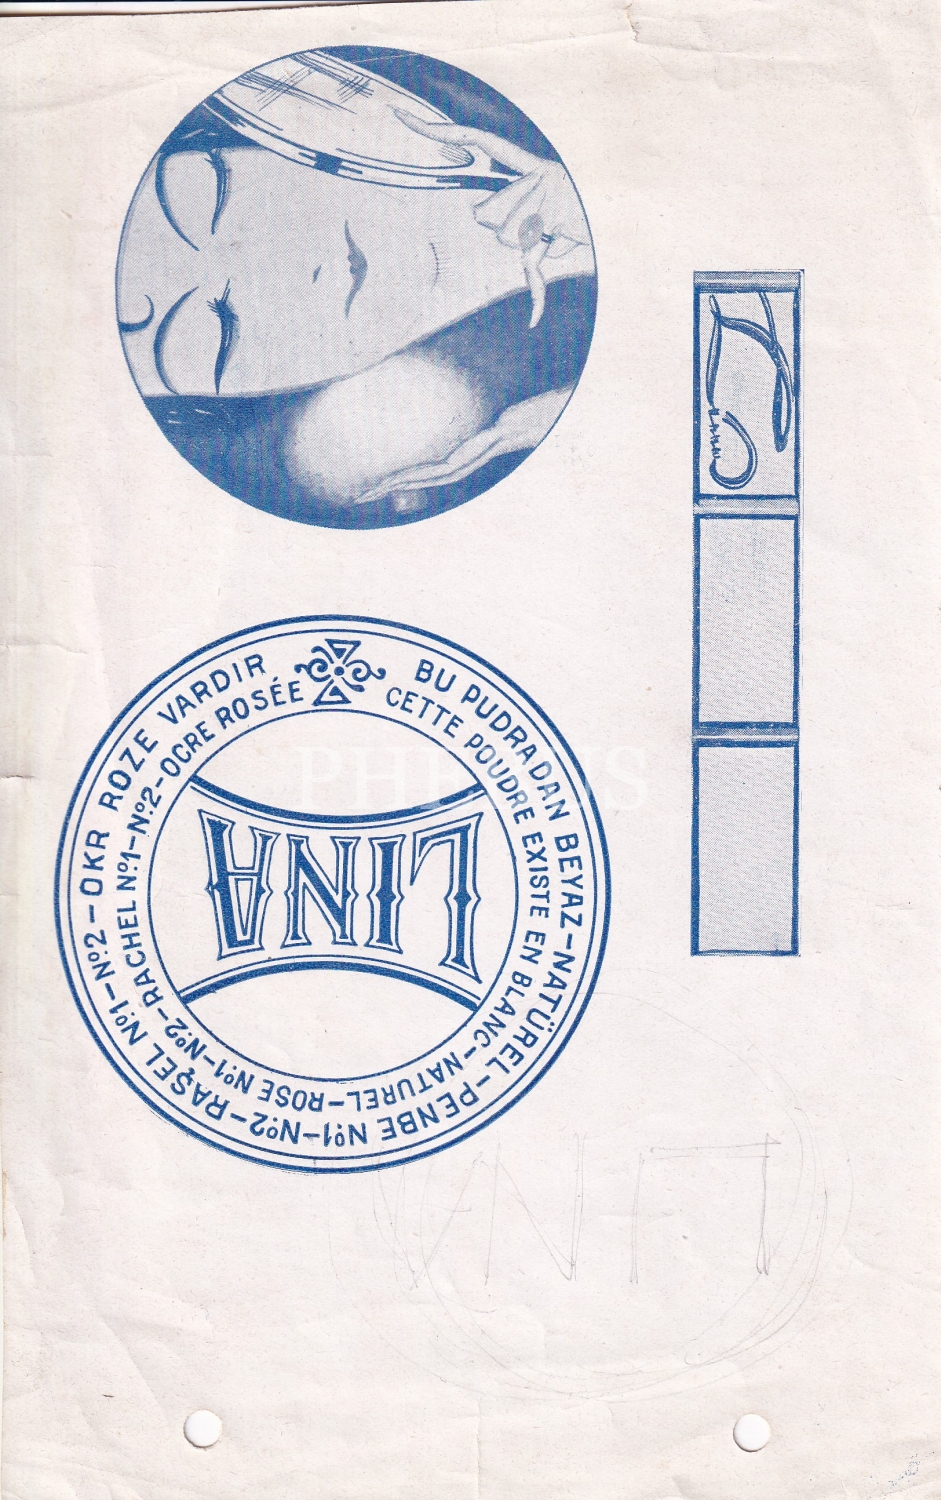 BU PUDRADAN BEYAZ-NATÜREL-PENBE Nº1-Nº2-RAŞEL Nº1-Nº2-OKR ROZE VARDIR
CETTE POUDRE EXISTE EN BLANC-NATUREL-ROSE Nº1-Nº2-RACHEL Nº1-Nº2-OCRE ROSÉE
LINA
LINA